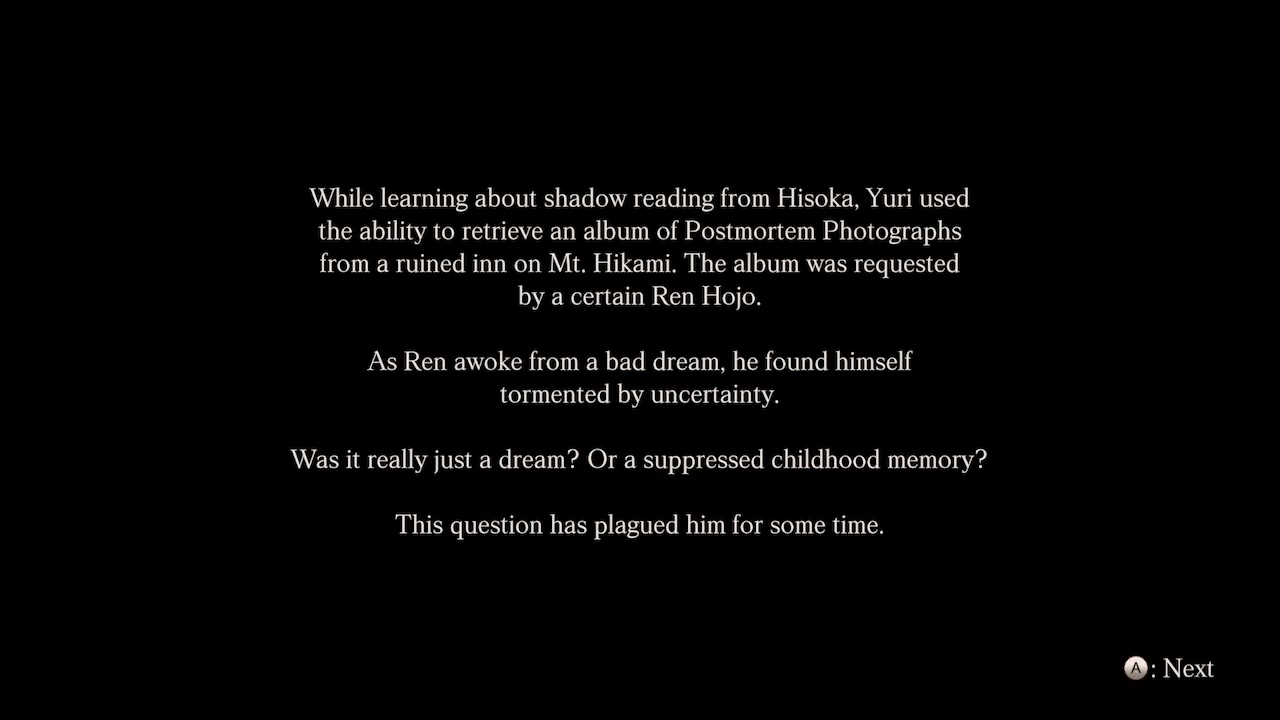 While learning about shadow reading from Hisoka, Yuri used
the ability to retrieve an album of Postmortem Photographs
from a ruined inn on Mt. Hikami. The album was requested
by a certain Ren Hojo.
As Ren awoke from a bad dream, he found himself
tormented by uncertainty.
Was it really just a dream? Or a suppressed childhood memory?
This question has plagued him for some time.
A: Next